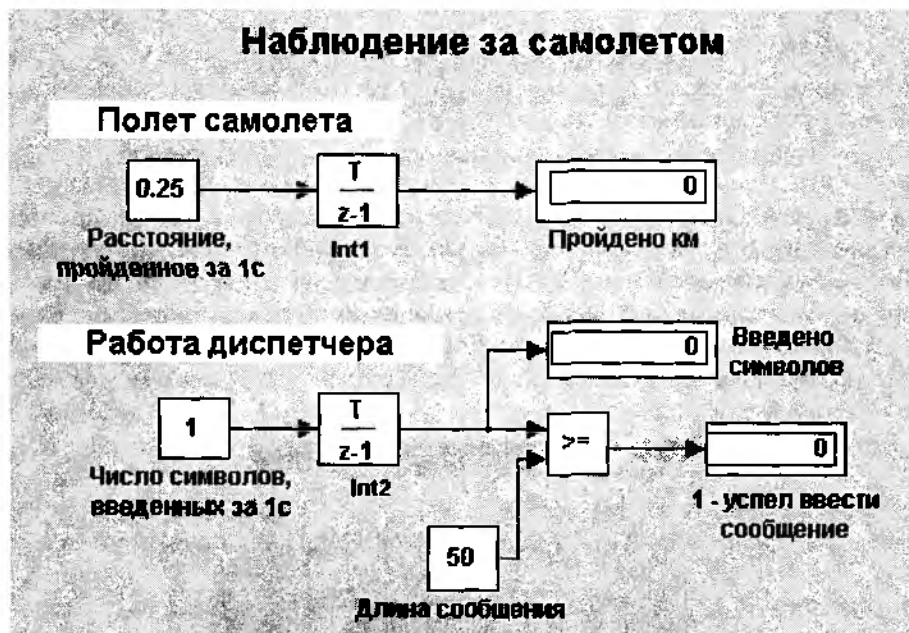 Наблюдение за самолетом
Полет самолета
0.25
T
z-1
0
Расстояние,
пройденное за 1с
Int1
Пройдено км
Работа диспетчера
0
Введено
символов
1
T
z-1
>=
0
Число символов,
введенных за 1с
Int2
1 - успел ввести
сообщение
50
Длина сообщения